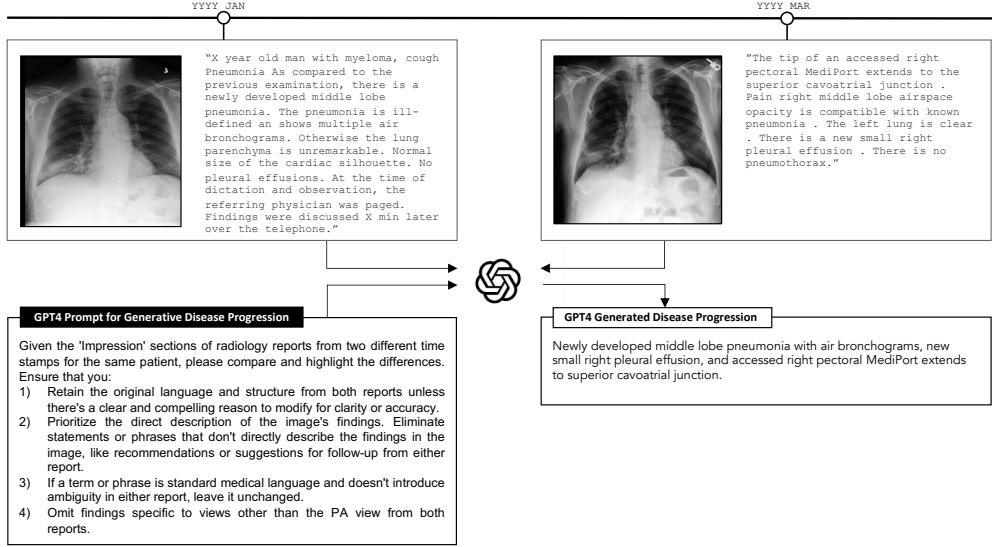 YYYY JAN
YYYY MAR
“X year old man with myeloma, cough
Pneumonia As compared to the
previous examination, there is a
newly developed middle lobe
pneumonia. The pneumonia is ill-
defined an shows multiple air
bronchograms. Otherwise the lung
parenchyma is unremarkable. Normal
size of the cardiac silhouette. No
pleural effusions. At the time of
dictation and observation, the
referring physician was paged.
Findings were discussed X min later
over the telephone.”
”The tip of an accessed right
pectoral MediPort extends to the
superior cavoatrial junction .
Pain right middle lobe airspace
opacity is compatible with known
pneumonia . The left lung is clear
. There is a new small right
pleural effusion . There is no
pneumothorax.”
GPT4 Prompt for Generative Disease Progression
Given the 'Impression' sections of radiology reports from two different time
stamps for the same patient, please compare and highlight the differences.
Ensure that you:
1) Retain the original language and structure from both reports unless
there's a clear and compelling reason to modify for clarity or accuracy.
2) Prioritize the direct description of the image's findings. Eliminate
statements or phrases that don't directly describe the findings in the
image, like recommendations or suggestions for follow-up from either
report.
3) If a term or phrase is standard medical language and doesn't introduce
ambiguity in either report, leave it unchanged.
4) Omit findings specific to views other than the PA view from both
reports.
GPT4 Generated Disease Progression
Newly developed middle lobe pneumonia with air bronchograms, new
small right pleural effusion, and accessed right pectoral MediPort extends
to superior cavoatrial junction.